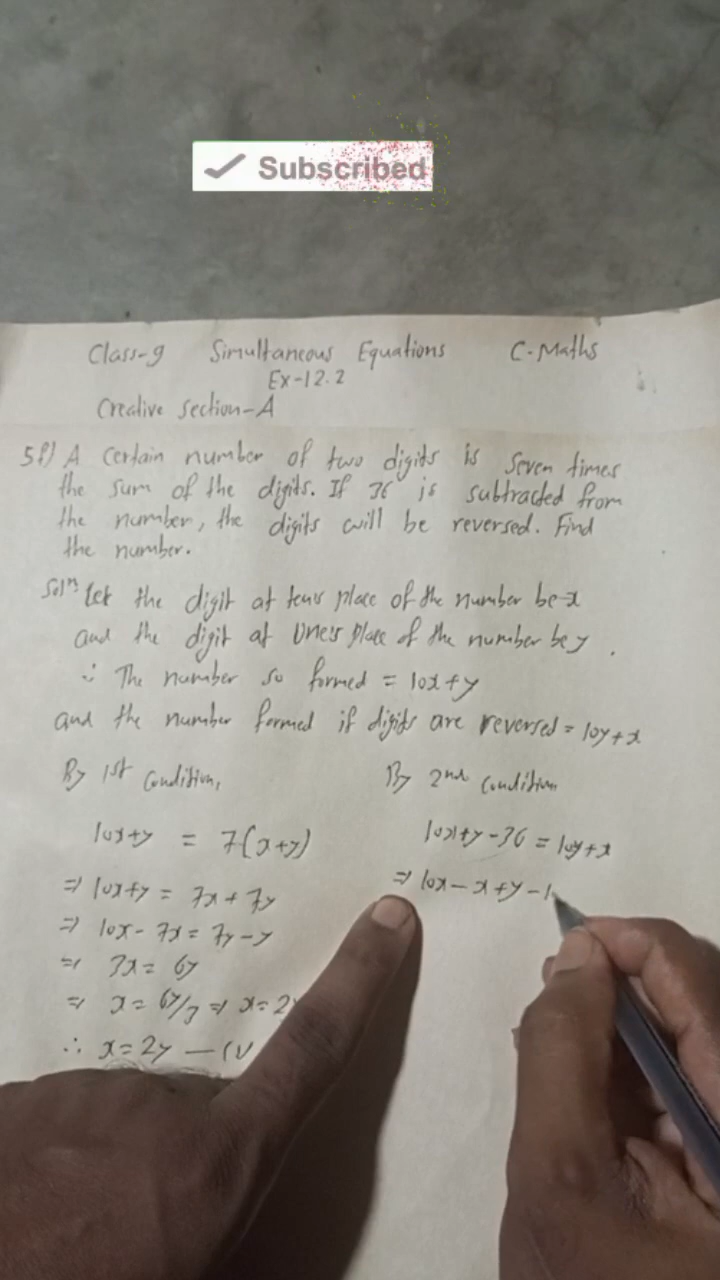 ✓ Subscribed
Class-9 Simultaneous Equations C-Maths
Ex-12.2
Creative section-A
5f) A certain number of two digits is seven times
the sum of the digits. If 36 is subtracted from
the number, the digits will be reversed. Find
the number.
Solⁿ Let the digit at ten's place of the number be x
and the digit at one's place of the number be y.
∴ The number so formed = 10x+y
and the number formed if digits are reversed = 10y+x
By 1st condition,
10x+y = 7(x+y)
⇒ 10x+y = 7x+7y
⇒ 10x-7x = 7y-y
⇒ 3x = 6y
⇒ x = 6y/3 ⇒ x = 2y
∴ x = 2y — (1)
By 2nd condition
10x+y-36 = 10y+x
⇒ 10x-x+y-1